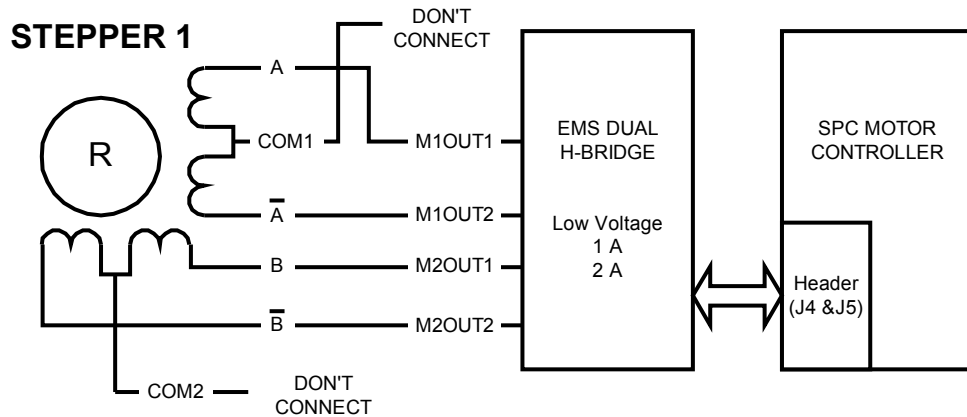 STEPPER 1
DON'T
CONNECT
A
COM1
A̅
B
B̅
COM2
DON'T
CONNECT
R
M1OUT1
M1OUT2
M2OUT1
M2OUT2
EMS DUAL
H-BRIDGE
Low Voltage
1 A
2 A
SPC MOTOR
CONTROLLER
Header
(J4 &J5)